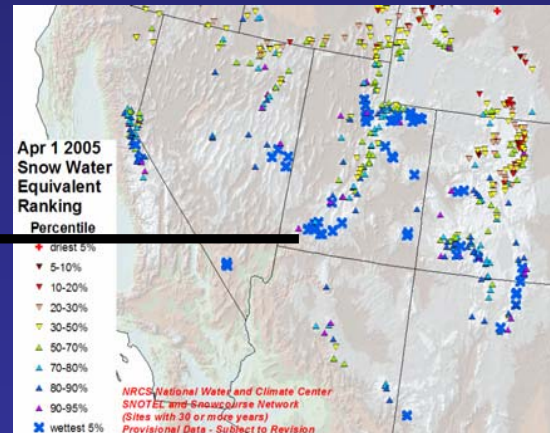 Apr 1 2005
Snow Water
Equivalent
Ranking
Percentile
driest 5%
5-10%
10-20%
20-30%
30-50%
50-70%
70-80%
80-90%
90-95%
wettest 5%
NRCS National Water and Climate Center
SNOTEL and Snowcourse Network
(Sites with 30 or more years)
Provisional Data - Subject to Revision